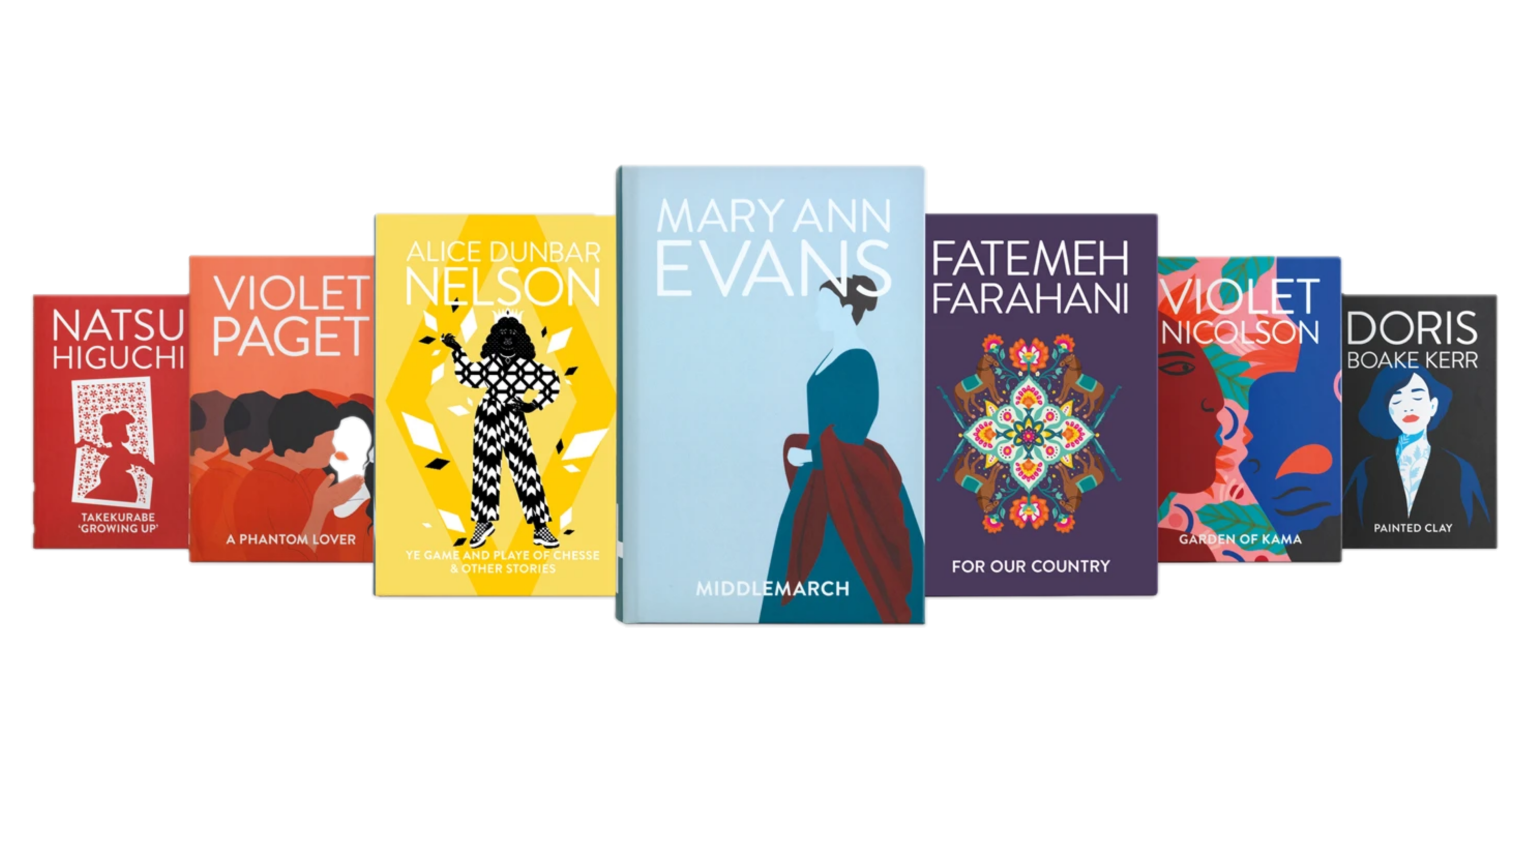 NATSU
HIGUCHI
TAKEKURABE
‘GROWING UP’
VIOLET
PAGET
A PHANTOM LOVER
ALICE DUNBAR
NELSON
YE GAME AND PLAYE OF CHESSE
& OTHER STORIES
MARY ANN
EVANS
MIDDLEMARCH
FATEMEH
FARAHANI
FOR OUR COUNTRY
VIOLET
NICOLSON
GARDEN OF KAMA
DORIS
BOAKE KERR
PAINTED CLAY